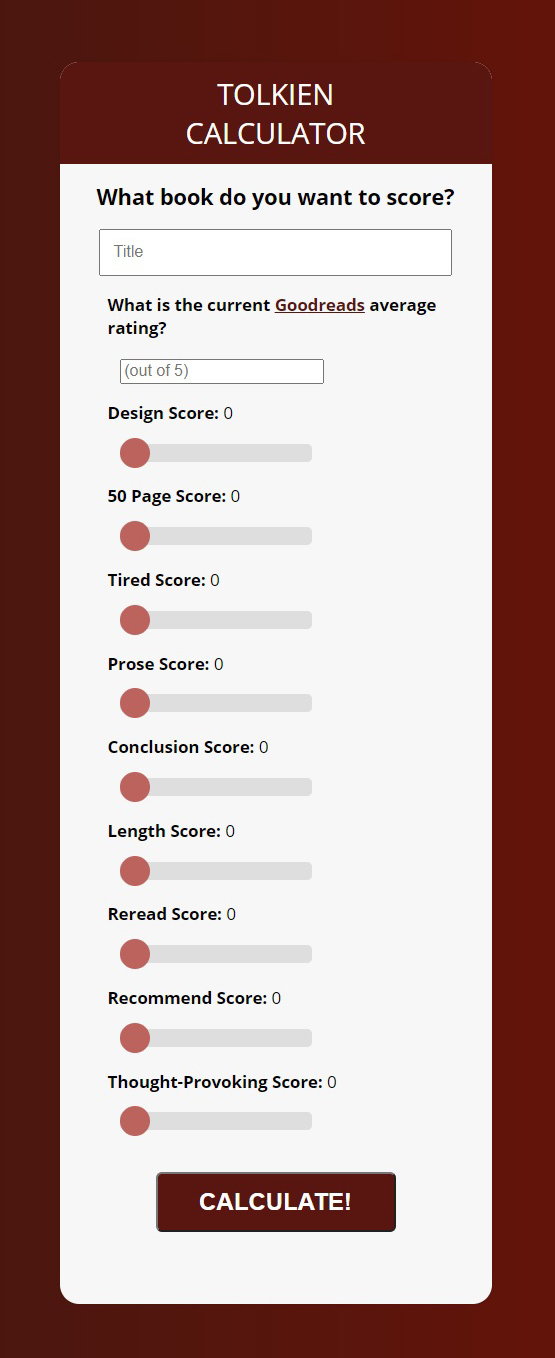 TOLKIEN
CALCULATOR
What book do you want to score?
Title
What is the current Goodreads average
rating?
(out of 5)
Design Score: 0
50 Page Score: 0
Tired Score: 0
Prose Score: 0
Conclusion Score: 0
Length Score: 0
Reread Score: 0
Recommend Score: 0
Thought-Provoking Score: 0
CALCULATE!